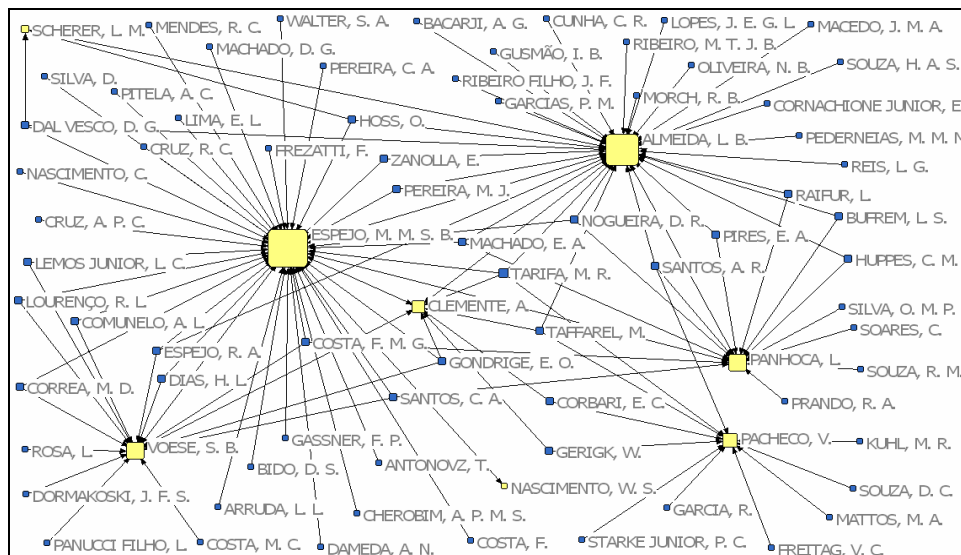 SCHERER, L. M.
MENDES, R. C.
WALTER, S. A.
BACARJI, A. G.
CUNHA, C. R.
LOPES, J. E. G. L.
MACEDO, J. M. A.
MACHADO, D. G.
GUSMÃO, I. B.
RIBEIRO, M. T. J. B.
PEREIRA, C. A.
OLIVEIRA, N. B.
SOUZA, H. A. S.
SILVA, D.
RIBEIRO FILHO, J. F.
PITELA, A. C.
GARCIAS, P. M.
MORCH, R. B.
CORNACHIONE JUNIOR, E
DAL VESCO, D. G.
LIMA, E. L.
HOSS, O.
ALMEIDA, L. B.
PEDERNEIAS, M. M. M
CRUZ, R. C.
FREZATTI, F.
ZANOLLA, E.
REIS, L. G.
NASCIMENTO, C.
PEREIRA, M. J.
RAIFUR, L.
CRUZ, A. P. C.
ESPEJO, M. M. S. B.
NOGUEIRA, D. R.
BUFREM, L. S.
MACHADO, E. A.
PIRES, E. A.
LEMOS JUNIOR, L. C.
TARIFA, M. R.
SANTOS, A. R.
HUPPES, C. M.
LOURENÇO, R. L.
CLEMENTE, A.
SILVA, O. M. P.
COMUNELO, A. L.
TAFFAREL, M.
SOARES, C.
ESPEJO, R. A.
COSTA, F. M. G.
GONDRIGE, E. O.
PANHOCA, L.
SOUZA, R. M.
CORREA, M. D.
DIAS, H. L.
SANTOS, C. A.
CORBARI, E. C.
PRANDO, R. A.
ROSA, L.
VOESE, S. B.
GASSNER, F. P.
GERIGK, W.
PACHECO, V.
KUHL, M. R.
BIDO, D. S.
ANTONOVZ, T.
DORMAKOSKI, J. F. S.
NASCIMENTO, W. S.
SOUZA, D. C.
ARRUDA, L. L.
CHEROBIM, A. P. M. S.
GARCIA, R.
MATTOS, M. A.
PANUCCI FILHO, L.
COSTA, M. C.
DAMEDA, A. N.
COSTA, F.
STARKE JUNIOR, P. C.
FREITAG, V. C.